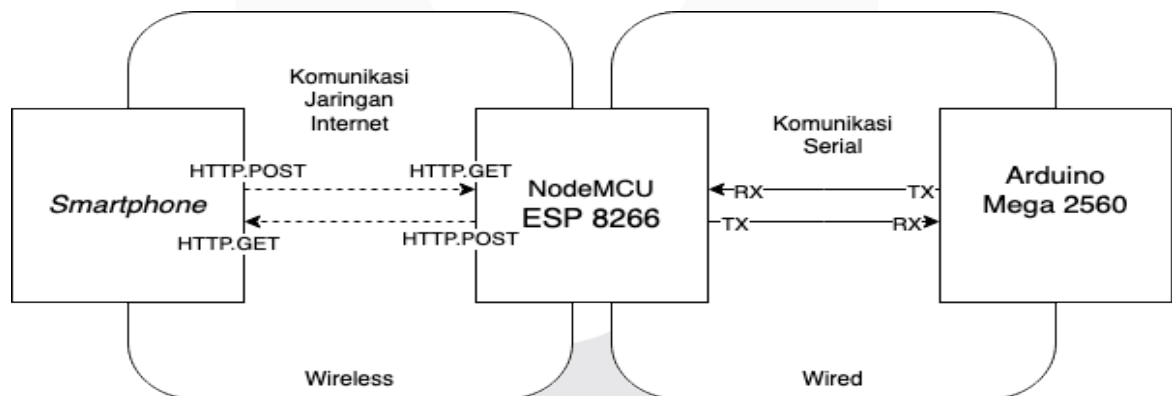 Komunikasi
Jaringan
Internet
Smartphone
HTTP.POST
HTTP.GET
HTTP.GET
HTTP.POST
Wireless
NodeMCU
ESP 8266
Komunikasi
Serial
RX
TX
TX
RX
Wired
Arduino
Mega 2560